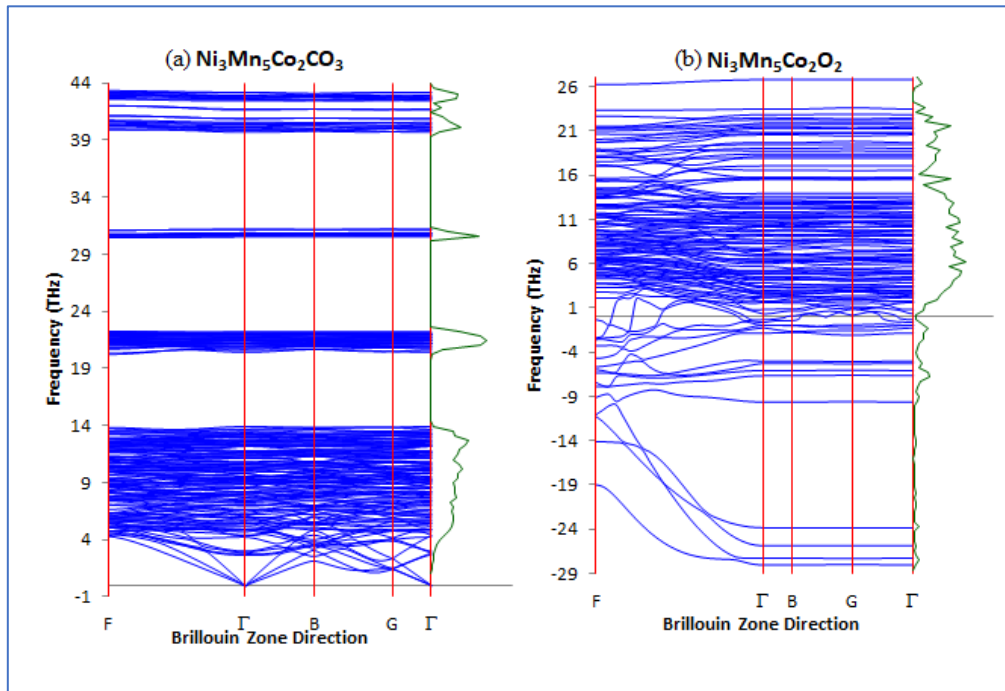 (a) Ni₃Mn₅Co₂CO₃
44
39
34
29
24
19
14
9
4
-1
Frequency (THz)
F Γ B G Γ
Brillouin Zone Direction
(b) Ni₃Mn₅Co₂O₂
26
21
16
11
6
1
-4
-9
-14
-19
-24
-29
Frequency (THz)
F Γ B G Γ
Brillouin Zone Direction